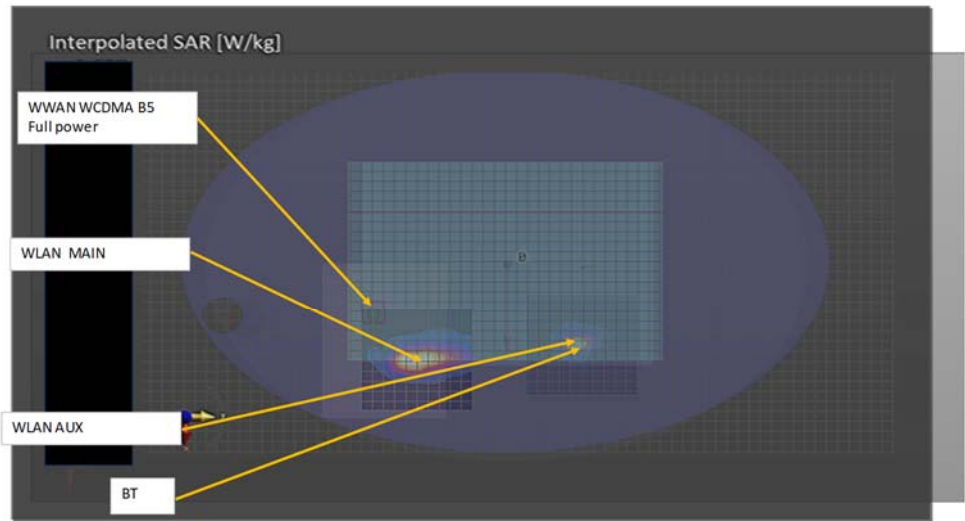 Interpolated SAR [W/kg]
WWAN WCDMA B5
Full power
WLAN MAIN
WLAN AUX
BT